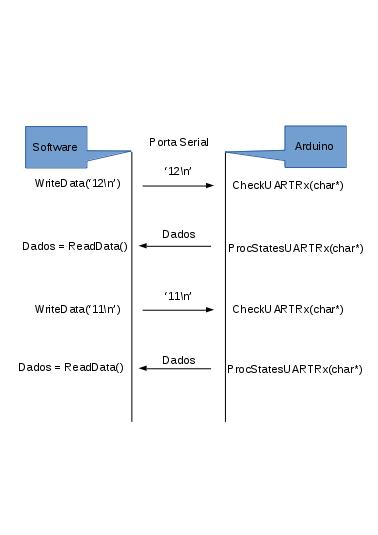 Software
Porta Serial
Arduino
WriteData('12\n')
'12\n'
CheckUARTRx(char*)
Dados = ReadData()
Dados
ProcStatesUARTRx(char*)
WriteData('11\n')
'11\n'
CheckUARTRx(char*)
Dados = ReadData()
Dados
ProcStatesUARTRx(char*)